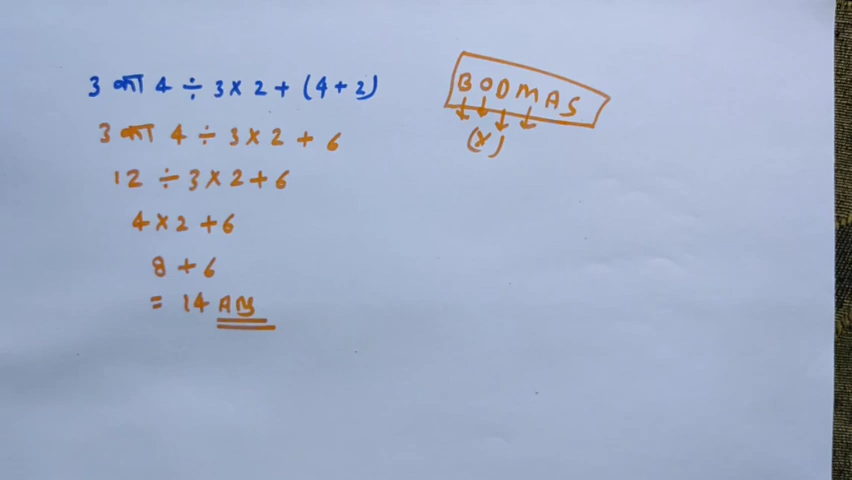 3 का 4 ÷ 3 × 2 + (4 + 2)
3 का 4 ÷ 3 × 2 + 6
12 ÷ 3 × 2 + 6
4 × 2 + 6
8 + 6
= 14 Ans
BODMAS
(×)